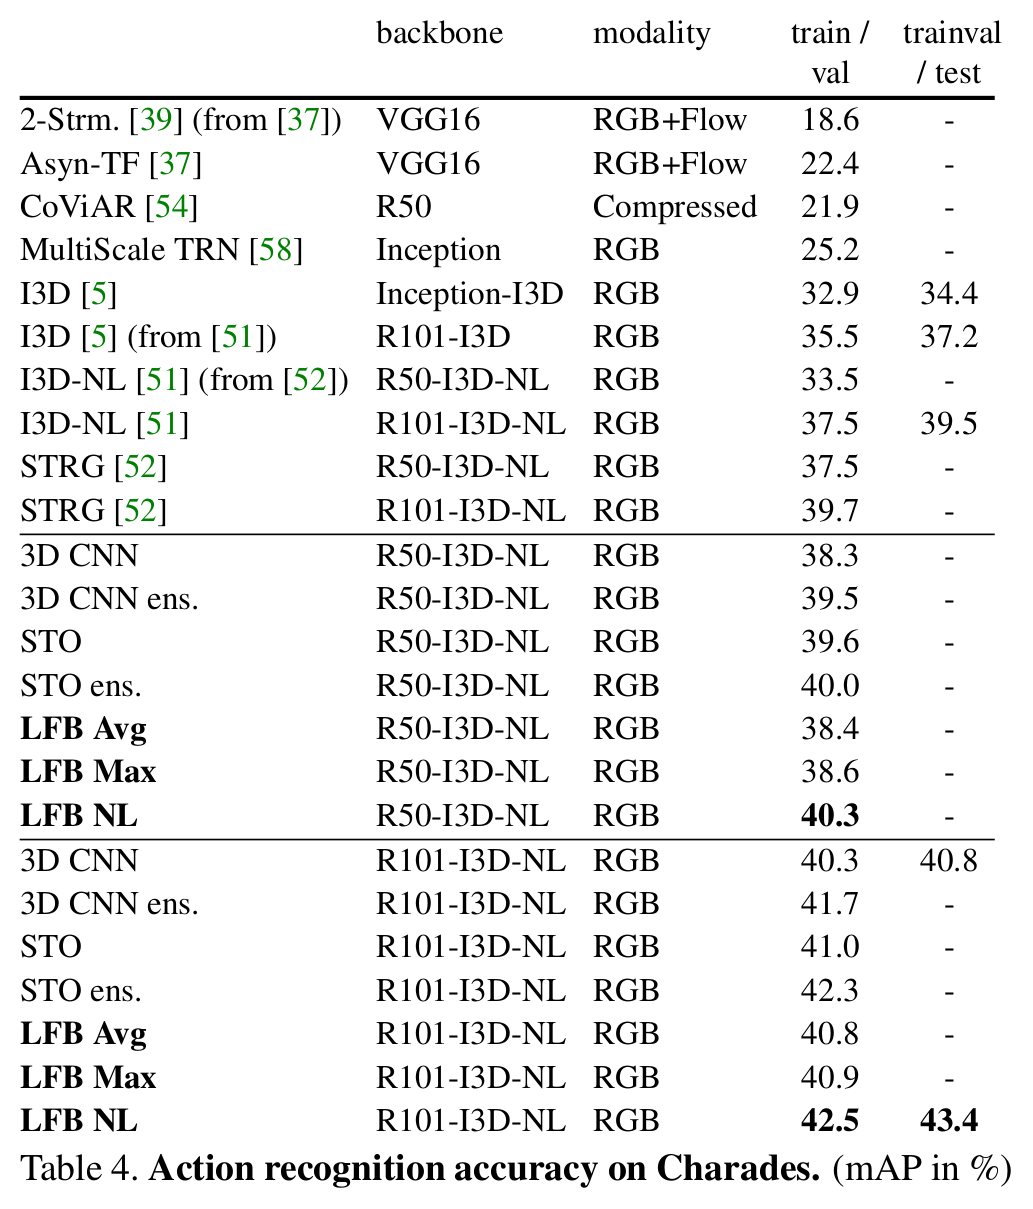 backbone modality train / trainval
val / test
2-Strm. [39] (from [37]) VGG16 RGB+Flow 18.6 -
Asyn-TF [37] VGG16 RGB+Flow 22.4 -
CoViAR [54] R50 Compressed 21.9 -
MultiScale TRN [58] Inception RGB 25.2 -
I3D [5] Inception-I3D RGB 32.9 34.4
I3D [5] (from [51]) R101-I3D RGB 35.5 37.2
I3D-NL [51] (from [52]) R50-I3D-NL RGB 33.5 -
I3D-NL [51] R101-I3D-NL RGB 37.5 39.5
STRG [52] R50-I3D-NL RGB 37.5 -
STRG [52] R101-I3D-NL RGB 39.7 -
3D CNN R50-I3D-NL RGB 38.3 -
3D CNN ens. R50-I3D-NL RGB 39.5 -
STO R50-I3D-NL RGB 39.6 -
STO ens. R50-I3D-NL RGB 40.0 -
LFB Avg R50-I3D-NL RGB 38.4 -
LFB Max R50-I3D-NL RGB 38.6 -
LFB NL R50-I3D-NL RGB 40.3 -
3D CNN R101-I3D-NL RGB 40.3 40.8
3D CNN ens. R101-I3D-NL RGB 41.7 -
STO R101-I3D-NL RGB 41.0 -
STO ens. R101-I3D-NL RGB 42.3 -
LFB Avg R101-I3D-NL RGB 40.8 -
LFB Max R101-I3D-NL RGB 40.9 -
LFB NL R101-I3D-NL RGB 42.5 43.4
Table 4. Action recognition accuracy on Charades. (mAP in %)